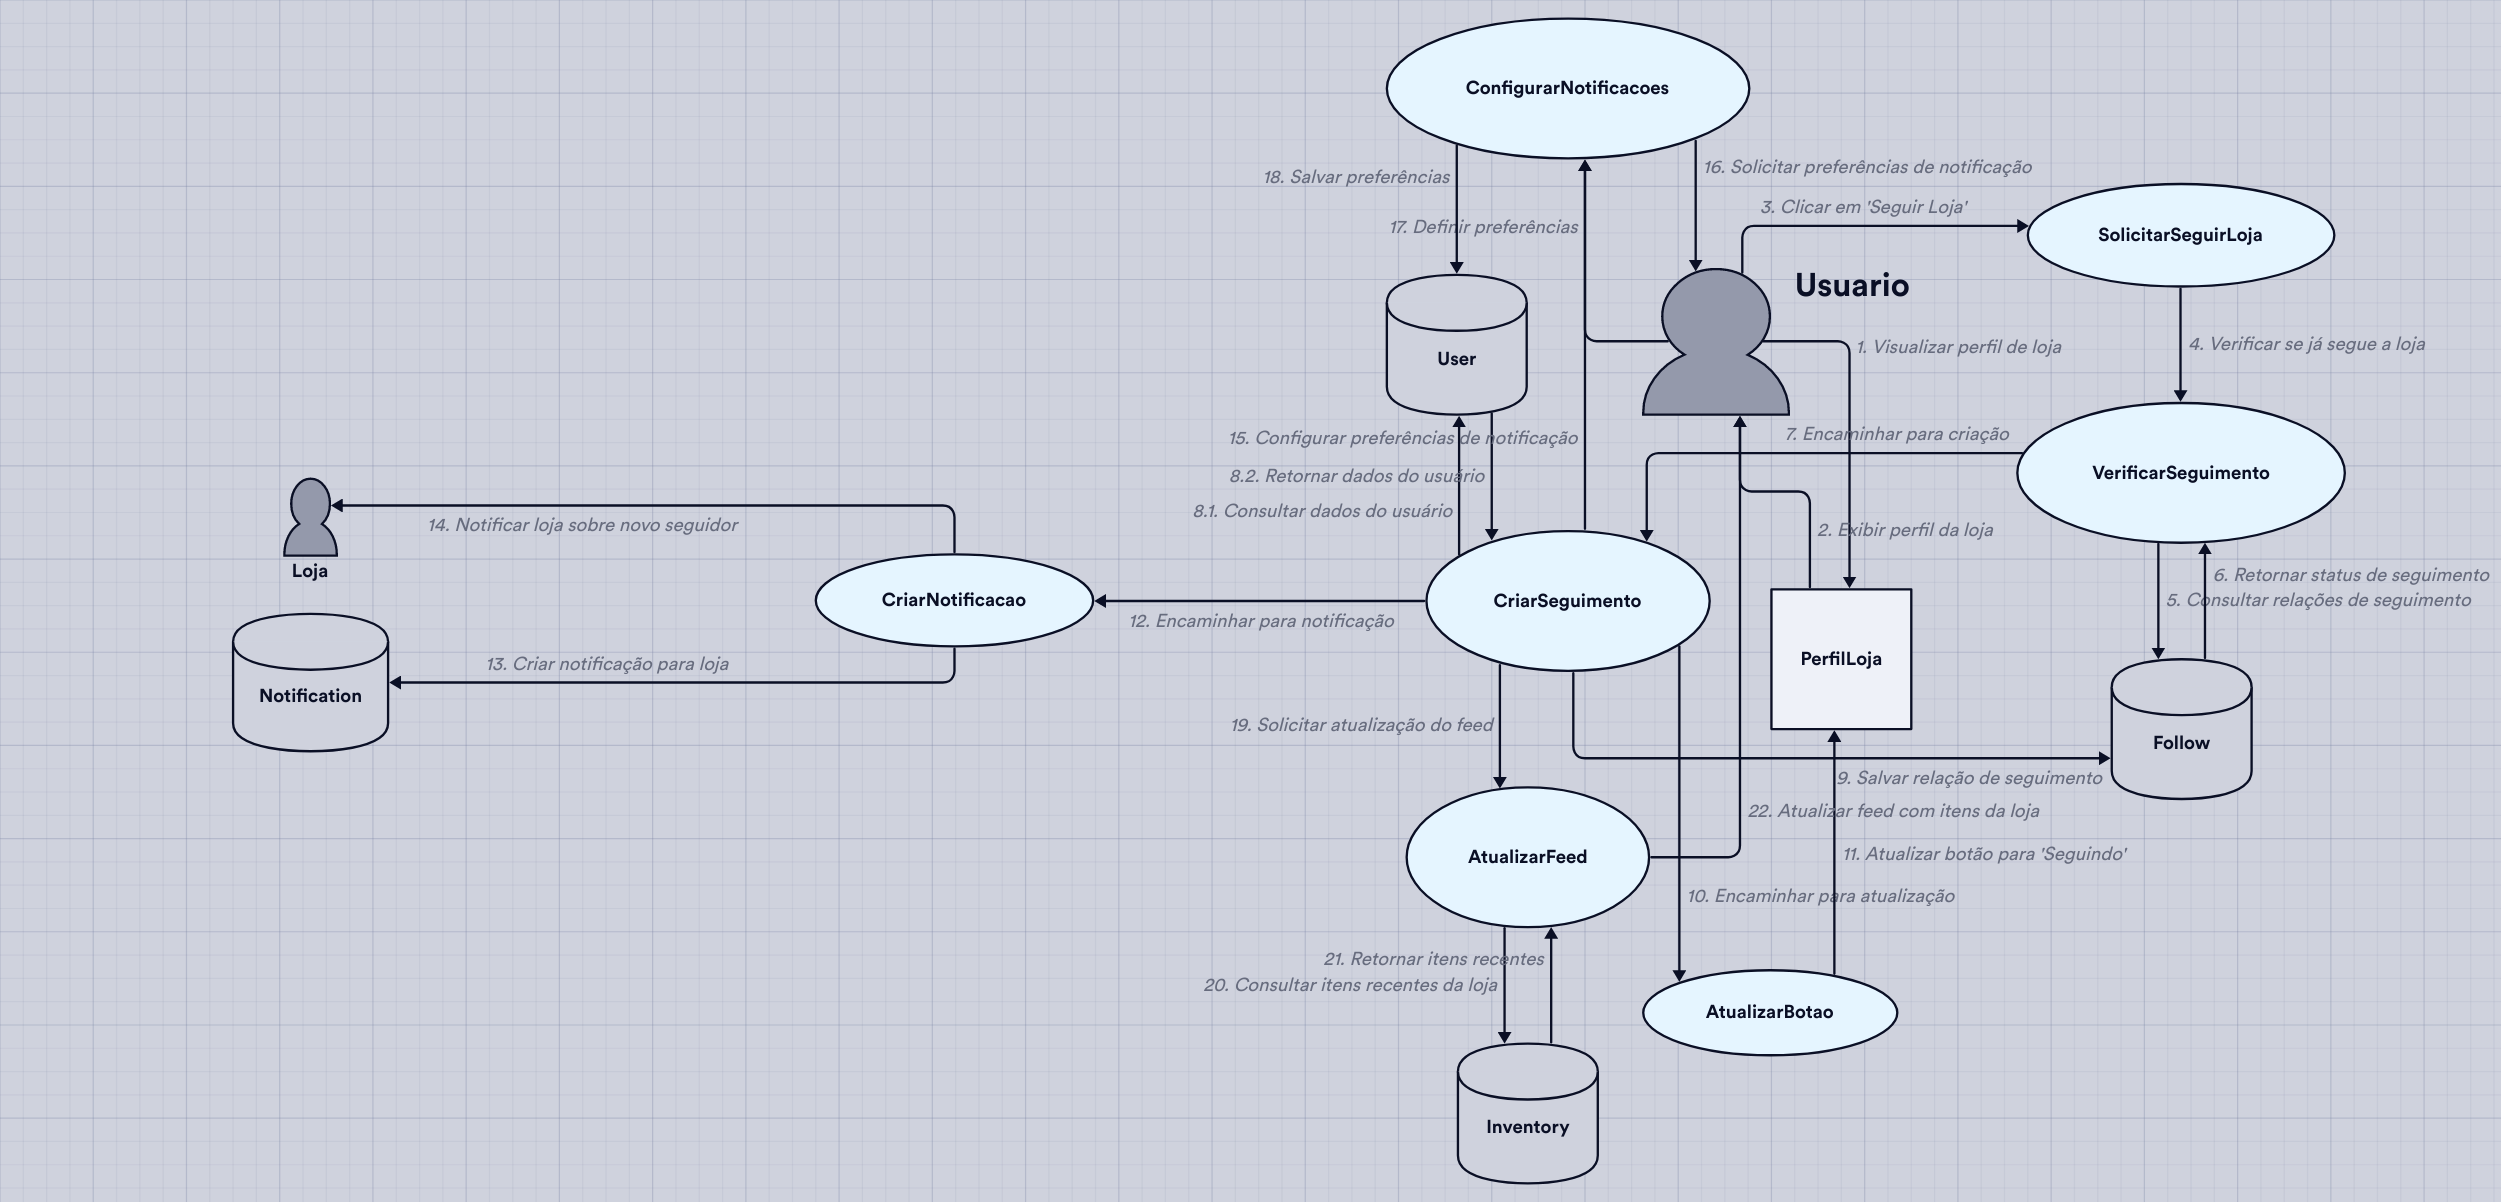 ConfigurarNotificacoes
16. Solicitar preferências de notificação
18. Salvar preferências
3. Clicar em 'Seguir Loja'
17. Definir preferências
SolicitarSeguirLoja
Usuario
1. Visualizar perfil de loja
4. Verificar se já segue a loja
User
15. Configurar preferências de notificação
7. Encaminhar para criação
8.2. Retornar dados do usuário
VerificarSeguimento
8.1. Consultar dados do usuário
14. Notificar loja sobre novo seguidor
2. Exibir perfil da loja
Loja
6. Retornar status de seguimento
5. Consultar relações de seguimento
CriarNotificacao
CriarSeguimento
12. Encaminhar para notificação
PerfilLoja
13. Criar notificação para loja
Notification
19. Solicitar atualização do feed
Follow
9. Salvar relação de seguimento
22. Atualizar feed com itens da loja
AtualizarFeed
11. Atualizar botão para 'Seguindo'
10. Encaminhar para atualização
21. Retornar itens recentes
20. Consultar itens recentes da loja
AtualizarBotao
Inventory